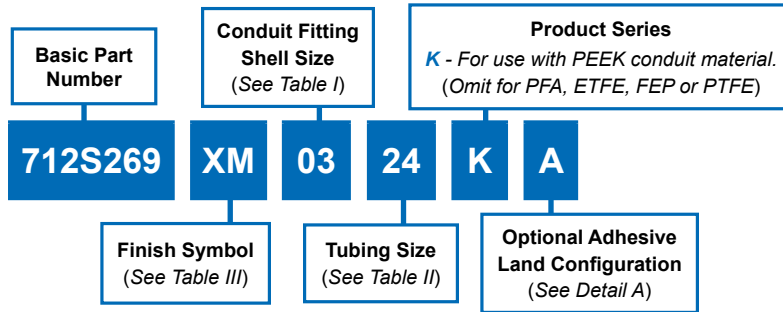 Basic Part
Number
Conduit Fitting
Shell Size
(See Table I)
Product Series
K - For use with PEEK conduit material.
(Omit for PFA, ETFE, FEP or PTFE)
712S269 XM 03 24 K A
Finish Symbol
(See Table III)
Tubing Size
(See Table II)
Optional Adhesive
Land Configuration
(See Detail A)